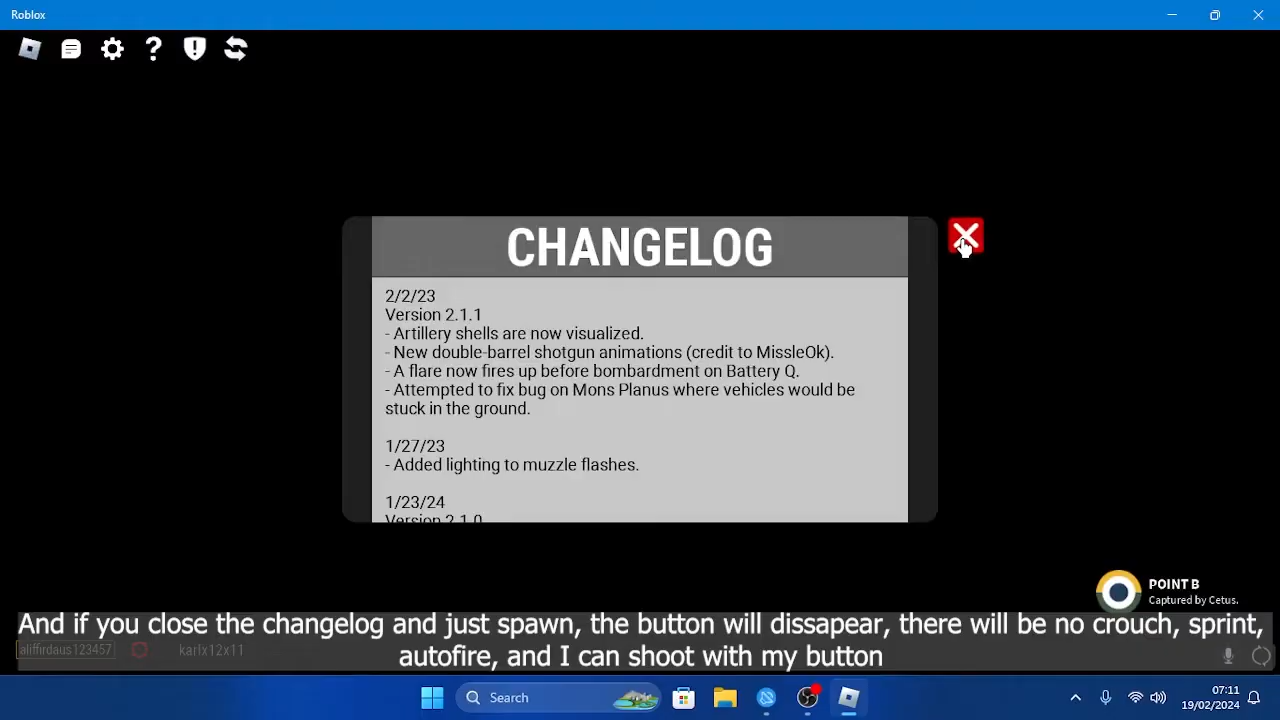 Roblox
CHANGELOG
2/2/23
Version 2.1.1
- Artillery shells are now visualized.
- New double-barrel shotgun animations (credit to MissleOk).
- A flare now fires up before bombardment on Battery Q.
- Attempted to fix bug on Mons Planus where vehicles would be
stuck in the ground.
1/27/23
- Added lighting to muzzle flashes.
1/23/24
Version 2.1.0
POINT B
Captured by Cetus.
And if you close the changelog and just spawn, the button will dissapear, there will be no crouch, sprint,
autofire, and I can shoot with my button
aliffirdaus123457
karlx12x11
Search
07:11
19/02/2024